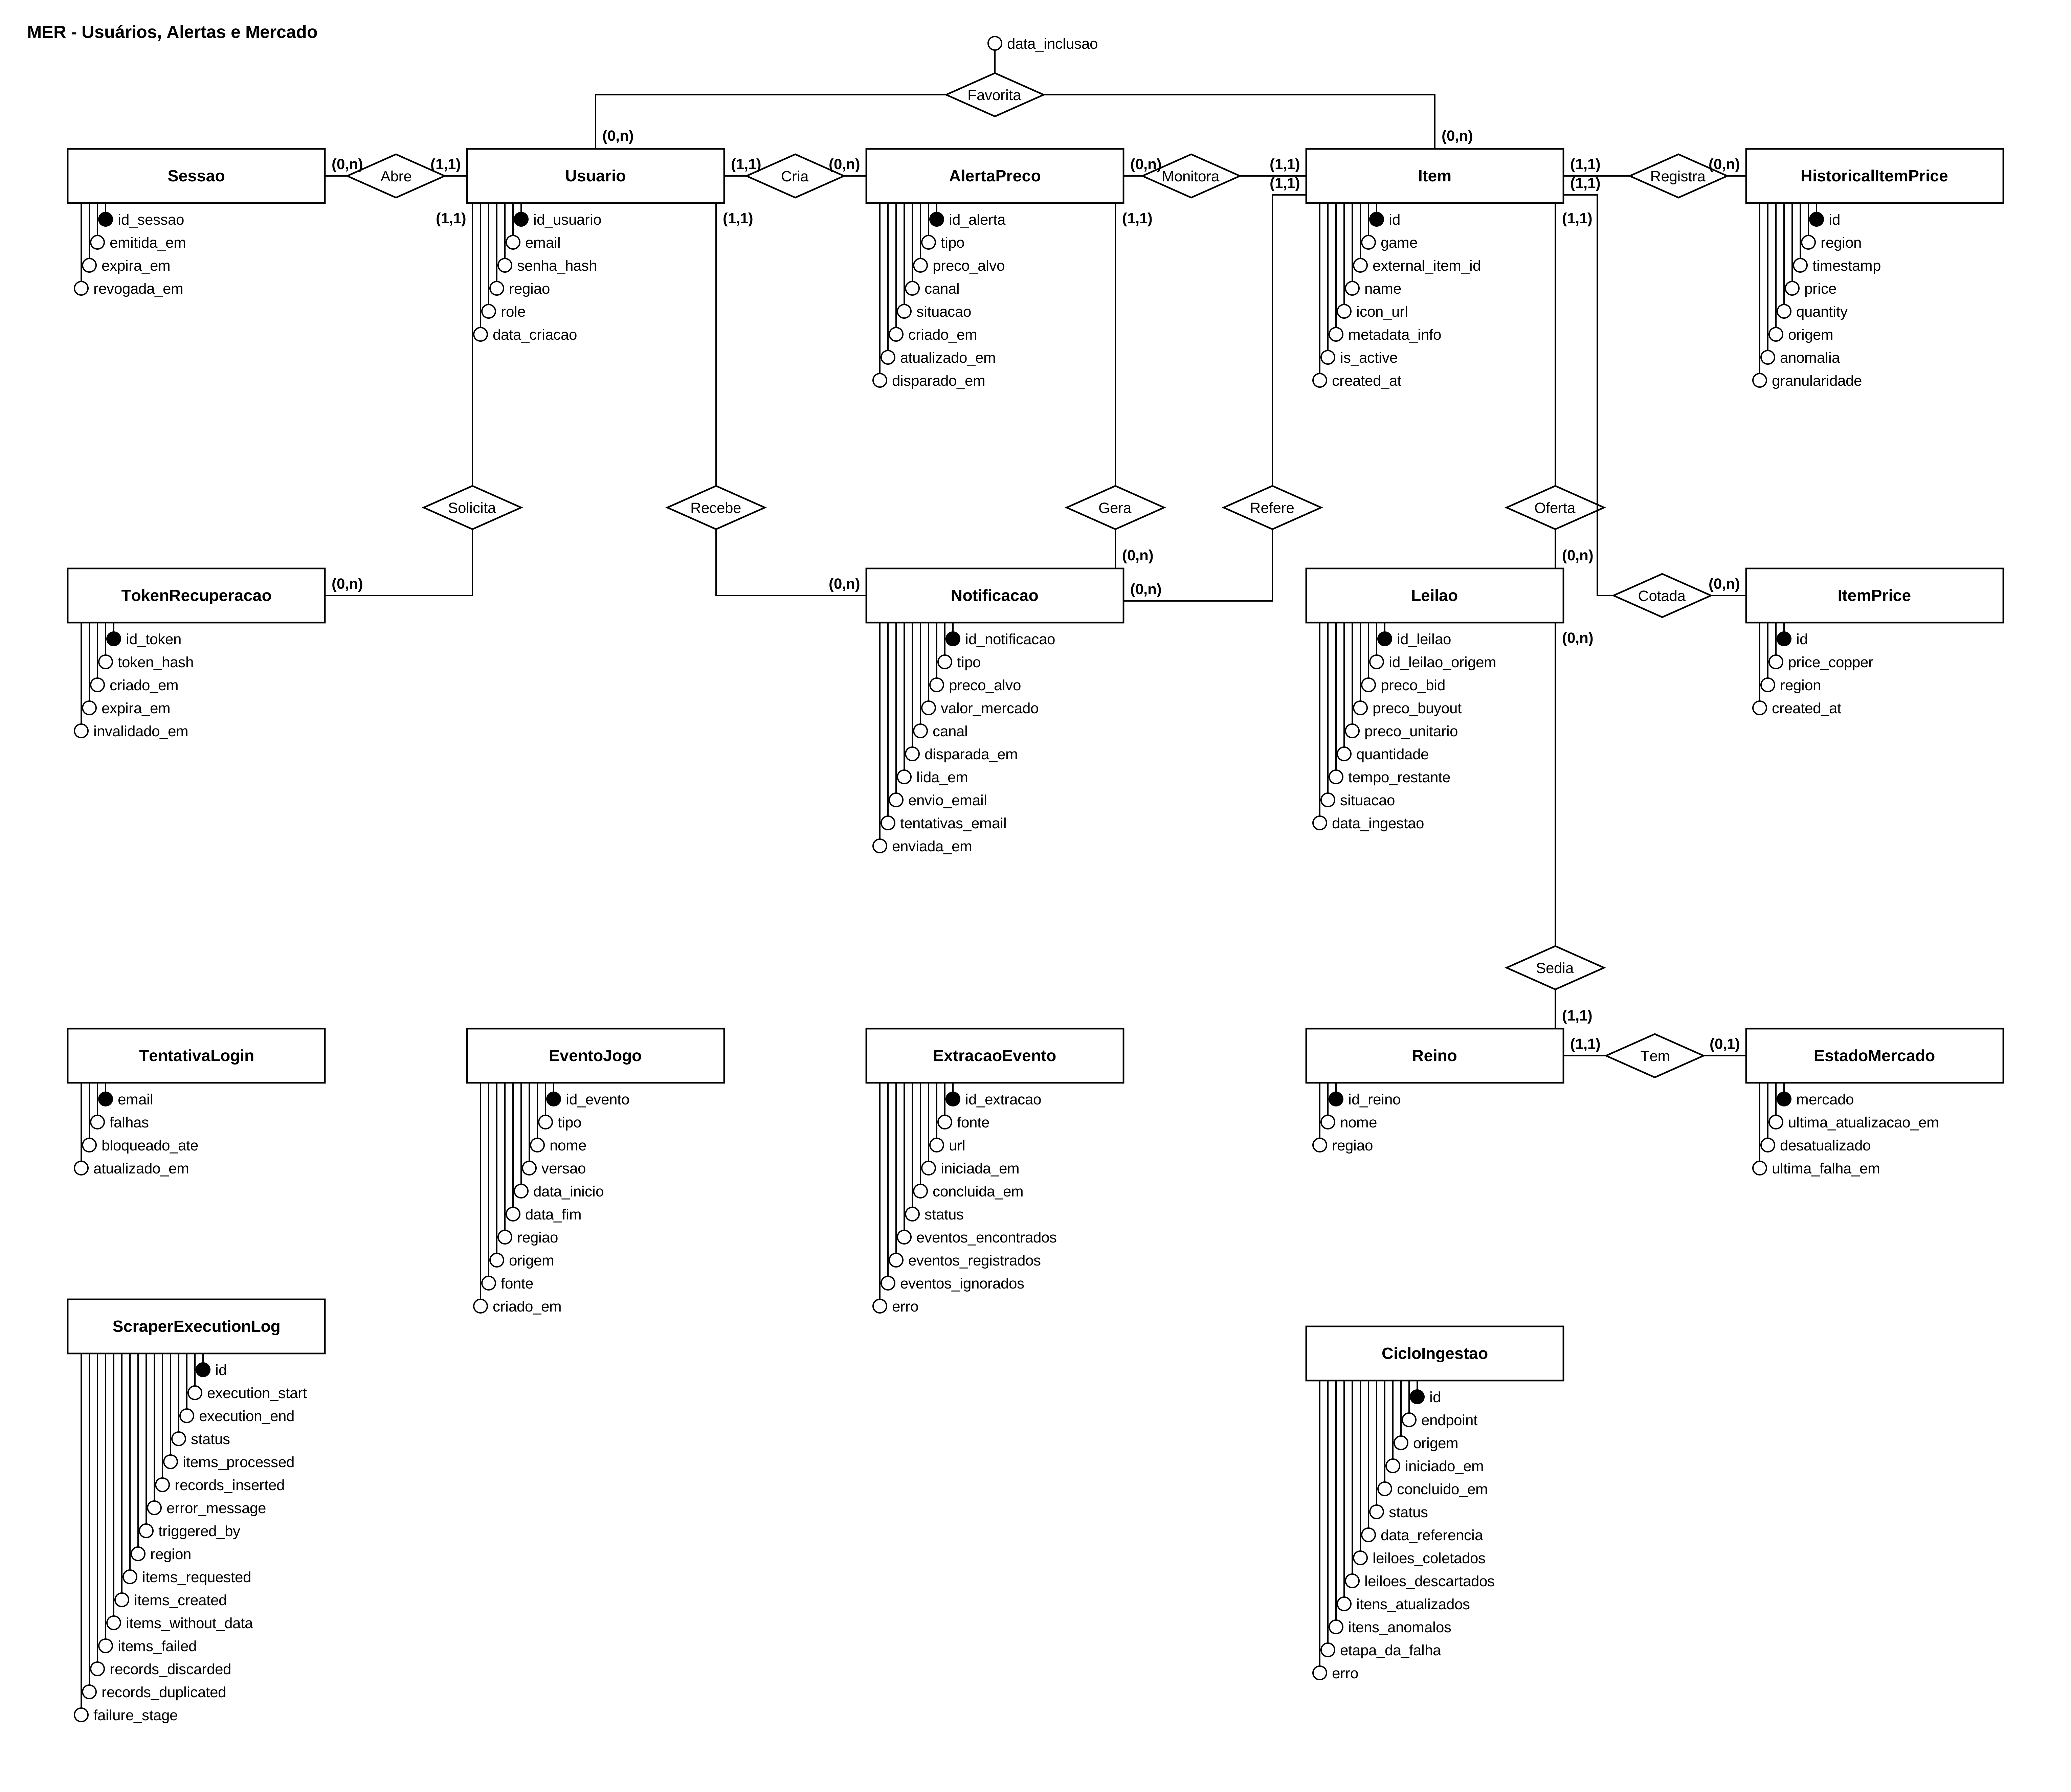 MER - Usuários, Alertas e Mercado
data_inclusao
Favorita
(0,n)
(0,n)
Sessao
(0,n)
Abre
(1,1)
Usuario
(1,1)
Cria
(0,n)
AlertaPreco
(0,n)
Monitora
(1,1)
(1,1)
Item
(1,1)
(1,1)
Registra
(0,n)
HistoricalItemPrice
id_sessao
emitida_em
expira_em
revogada_em
(1,1)
id_usuario
email
senha_hash
regiao
role
data_criacao
(1,1)
id_alerta
tipo
preco_alvo
canal
situacao
criado_em
atualizado_em
disparado_em
(1,1)
id
game
external_item_id
name
icon_url
metadata_info
is_active
created_at
(1,1)
id
region
timestamp
price
quantity
origem
anomalia
granularidade
Solicita
Recebe
Gera
Refere
Oferta
(0,n)
(0,n)
TokenRecuperacao
(0,n)
(0,n)
Notificacao
(0,n)
Leilao
Cotada
(0,n)
ItemPrice
id_token
token_hash
criado_em
expira_em
invalidado_em
id_notificacao
tipo
preco_alvo
valor_mercado
canal
disparada_em
lida_em
envio_email
tentativas_email
enviada_em
id_leilao
id_leilao_origem
preco_bid
preco_buyout
preco_unitario
quantidade
tempo_restante
situacao
data_ingestao
(0,n)
id
price_copper
region
created_at
Sedia
(1,1)
TentativaLogin
EventoJogo
ExtracaoEvento
Reino
(1,1)
Tem
(0,1)
EstadoMercado
email
falhas
bloqueado_ate
atualizado_em
id_evento
tipo
nome
versao
data_inicio
data_fim
regiao
origem
fonte
criado_em
id_extracao
fonte
url
iniciada_em
concluida_em
status
eventos_encontrados
eventos_registrados
eventos_ignorados
erro
id_reino
nome
regiao
mercado
ultima_atualizacao_em
desatualizado
ultima_falha_em
ScraperExecutionLog
id
execution_start
execution_end
status
items_processed
records_inserted
error_message
triggered_by
region
items_requested
items_created
items_without_data
items_failed
records_discarded
records_duplicated
failure_stage
CicloIngestao
id
endpoint
origem
iniciado_em
concluido_em
status
data_referencia
leiloes_coletados
leiloes_descartados
itens_atualizados
itens_anomalos
etapa_da_falha
erro